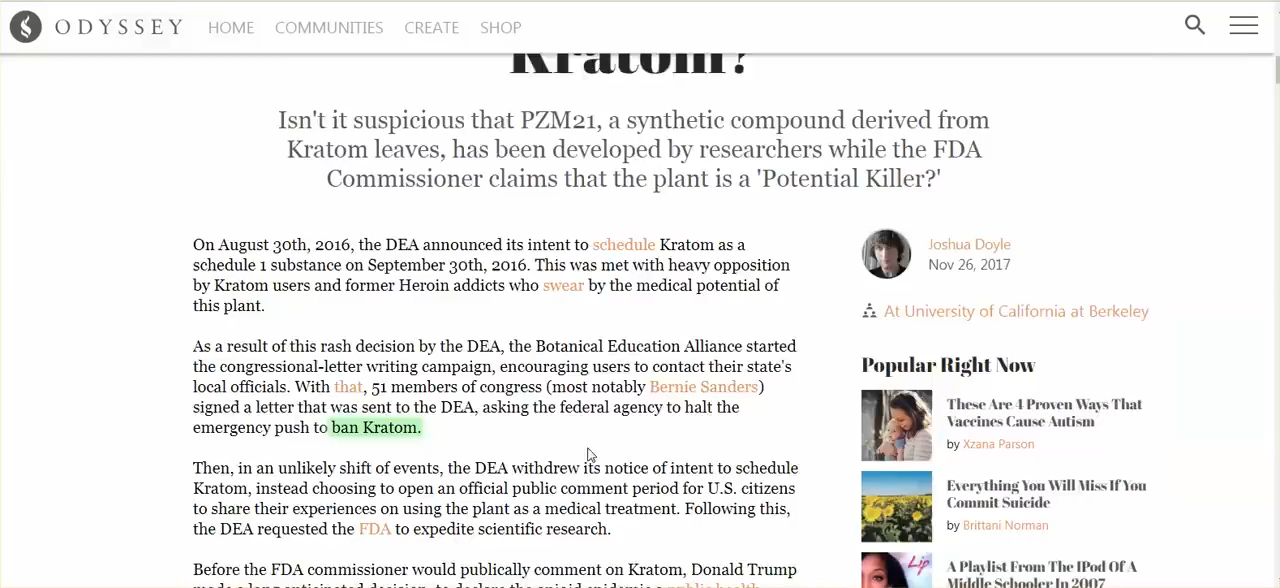 ODYSSEY HOME COMMUNITIES CREATE SHOP
Kratom?
Isn't it suspicious that PZM21, a synthetic compound derived from
Kratom leaves, has been developed by researchers while the FDA
Commissioner claims that the plant is a 'Potential Killer?'
On August 30th, 2016, the DEA announced its intent to schedule Kratom as a
schedule 1 substance on September 30th, 2016. This was met with heavy opposition
by Kratom users and former Heroin addicts who swear by the medical potential of
this plant.
As a result of this rash decision by the DEA, the Botanical Education Alliance started
the congressional-letter writing campaign, encouraging users to contact their state's
local officials. With that, 51 members of congress (most notably Bernie Sanders)
signed a letter that was sent to the DEA, asking the federal agency to halt the
emergency push to ban Kratom.
Then, in an unlikely shift of events, the DEA withdrew its notice of intent to schedule
Kratom, instead choosing to open an official public comment period for U.S. citizens
to share their experiences on using the plant as a medical treatment. Following this,
the DEA requested the FDA to expedite scientific research.
Before the FDA commissioner would publically comment on Kratom, Donald Trump
made a long anticipated decision, to declare the opioid epidemic a public health
Joshua Doyle
Nov 26, 2017
At University of California at Berkeley
Popular Right Now
These Are 4 Proven Ways That
Vaccines Cause Autism
by Xzana Parson
Everything You Will Miss If You
Commit Suicide
by Brittani Norman
Lip
A Playlist From The IPod Of A
Middle Schooler In 2007